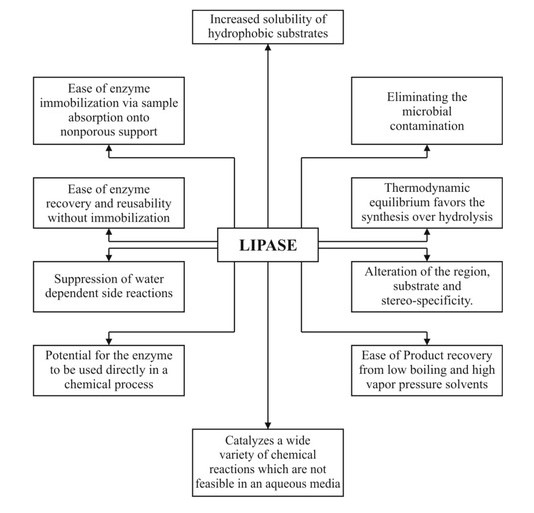 Increased solubility of
hydrophobic substrates
Ease of enzyme
immobilization via sample
absorption onto
nonporous support
Eliminating the
microbial
contamination
Ease of enzyme
recovery and reusability
without immobilization
Thermodynamic
equilibrium favors the
synthesis over hydrolysis
LIPASE
Suppression of water
dependent side reactions
Alteration of the region,
substrate and
stereo-specificity.
Potential for the enzyme
to be used directly in a
chemical process
Ease of Product recovery
from low boiling and high
vapor pressure solvents
Catalyzes a wide
variety of chemical
reactions which are not
feasible in an aqueous media